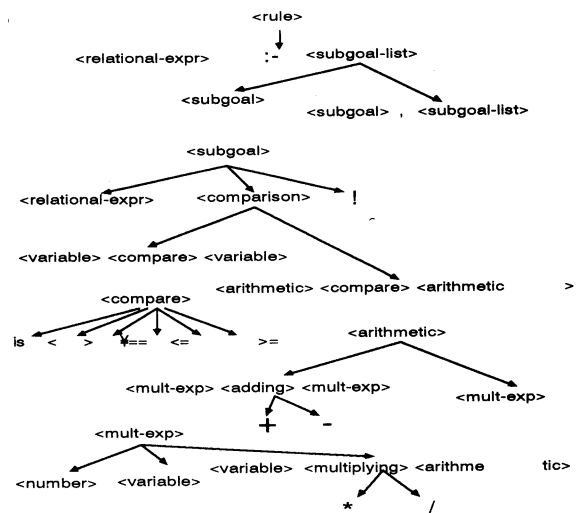 <rule>
<relational-expr> :- <subgoal-list>
<subgoal> <subgoal> , <subgoal-list>
<subgoal>
<relational-expr> <comparison> !
<variable> <compare> <variable>
<arithmetic> <compare> <arithmetic >
<compare>
is < > ¥== <= >=
<arithmetic>
<mult-exp> <adding> <mult-exp> <mult-exp>
+ -
<mult-exp>
<number> <variable> <variable> <multiplying> <arithme tic>
* /